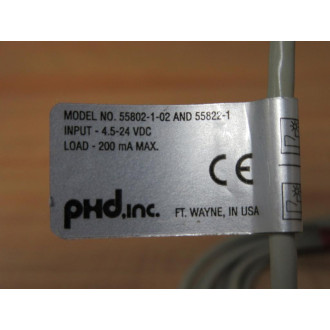 MODEL NO. 55802-1-02 AND 55822-1
INPUT - 4.5-24 VDC
LOAD - 200 mA MAX.
CE
PHD,inc.
FT. WAYNE, IN USA